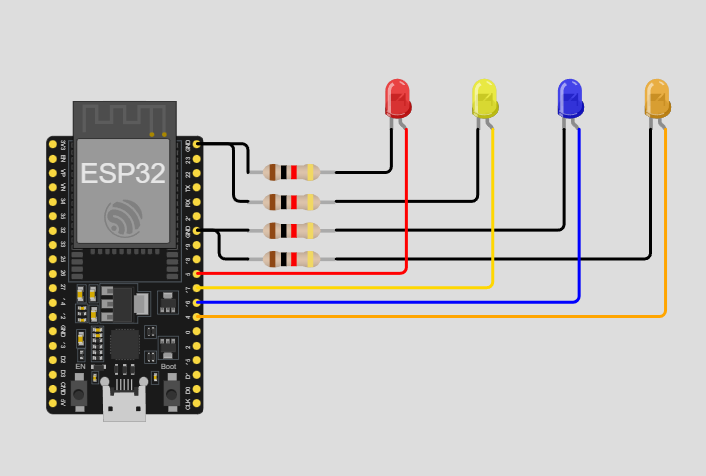 ESP32
3V3
EN
VP
VN
34
35
32
33
25
26
27
14
12
GND
13
D2
D3
CMD
5V
GND
23
22
TX
RX
21
GND
19
18
5
17
16
4
0
2
15
D1
D0
CLK
EN
Boot